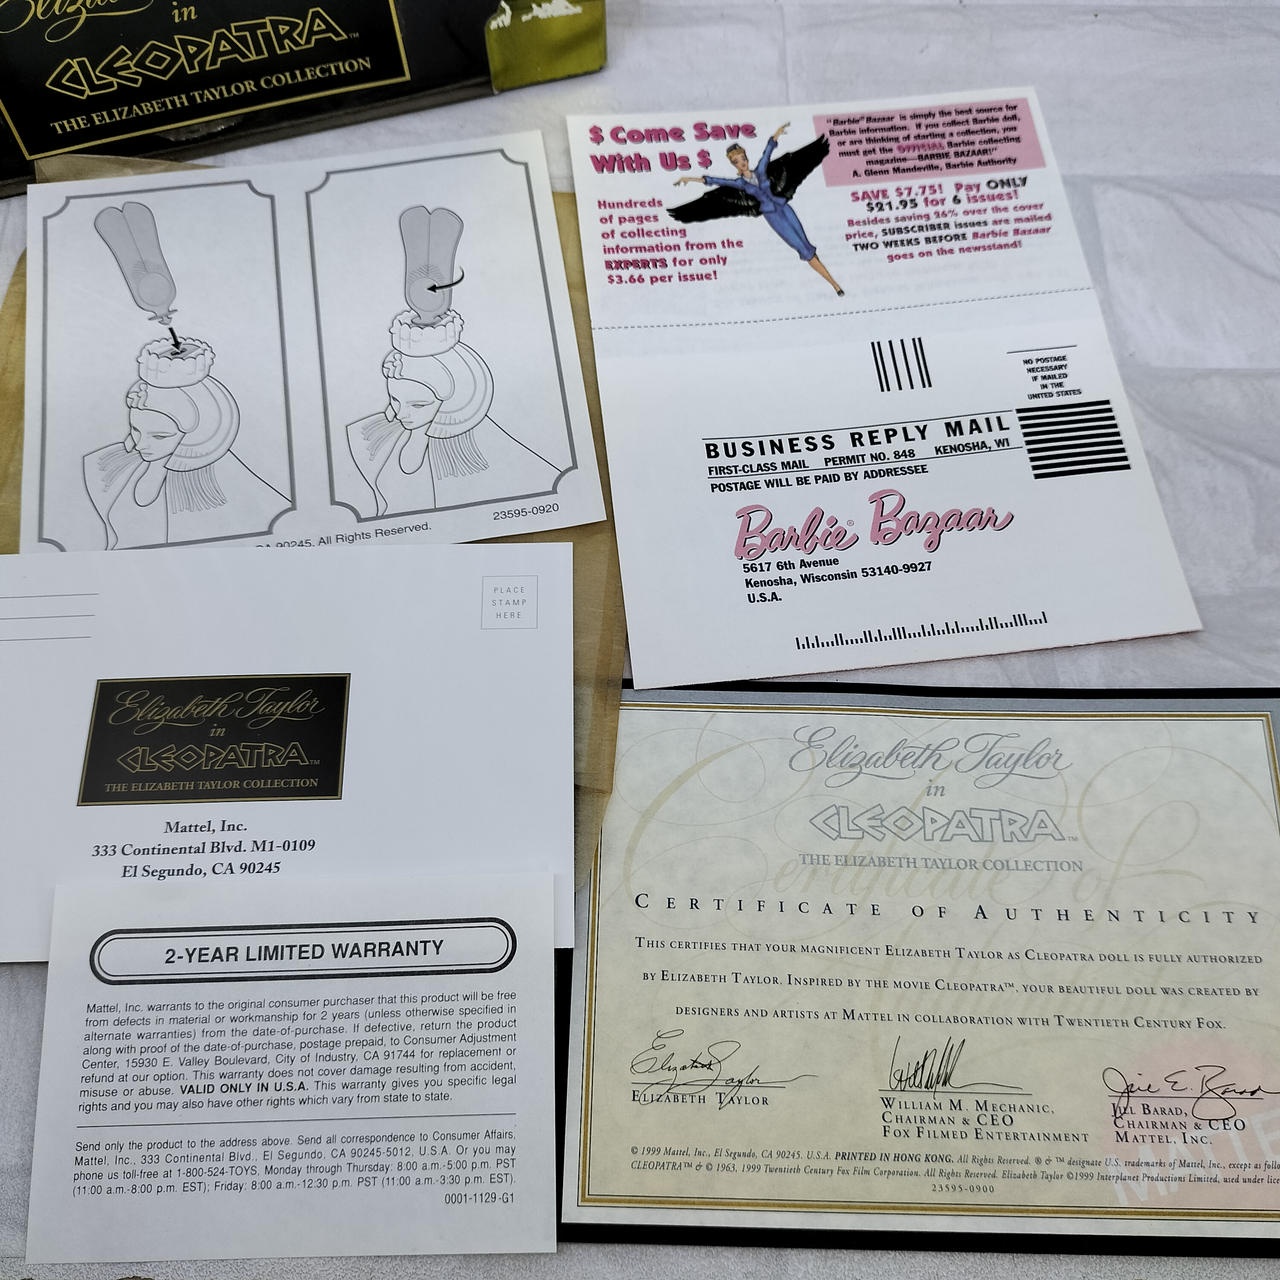 in
CLEOPATRA™
THE ELIZABETH TAYLOR COLLECTION
23595-0920
CA 90245. All Rights Reserved.
$ Come Save
With Us $
Hundreds
of pages
of collecting
information from the
EXPERTS for only
$3.66 per issue!
"Barbie® Bazaar is simply the best source for
Barbie information. If you collect Barbie doll,
or are thinking of starting a collection, you
must get the OFFICIAL Barbie collecting
magazine—BARBIE BAZAAR!"
A. Glenn Mandeville, Barbie Authority
SAVE $7.75! Pay ONLY
$21.95 for 6 issues!
Besides saving 26% over the cover
price, SUBSCRIBER issues are mailed
TWO WEEKS BEFORE Barbie Bazaar
goes on the newsstand!
NO POSTAGE
NECESSARY
IF MAILED
IN THE
UNITED STATES
BUSINESS REPLY MAIL
FIRST-CLASS MAIL PERMIT NO. 848 KENOSHA, WI
POSTAGE WILL BE PAID BY ADDRESSEE
Barbie® Bazaar
5617 6th Avenue
Kenosha, Wisconsin 53140-9927
U.S.A.
PLACE
STAMP
HERE
Elizabeth Taylor
in
CLEOPATRA™
THE ELIZABETH TAYLOR COLLECTION
Mattel, Inc.
333 Continental Blvd. M1-0109
El Segundo, CA 90245
2-YEAR LIMITED WARRANTY
Mattel, Inc. warrants to the original consumer purchaser that this product will be free
from defects in material or workmanship for 2 years (unless otherwise specified in
alternate warranties) from the date-of-purchase. If defective, return the product
along with proof of the date-of-purchase, postage prepaid, to Consumer Adjustment
Center, 15930 E. Valley Boulevard, City of Industry, CA 91744 for replacement or
refund at our option. This warranty does not cover damage resulting from accident,
misuse or abuse. VALID ONLY IN U.S.A. This warranty gives you specific legal
rights and you may also have other rights which vary from state to state.
Send only the product to the address above. Send all correspondence to Consumer Affairs,
Mattel, Inc., 333 Continental Blvd., El Segundo, CA 90245-5012, U.S.A. Or you may
phone us toll-free at 1-800-524-TOYS, Monday through Thursday: 8:00 a.m.-5:00 p.m. PST
(11:00 a.m.-8:00 p.m. EST); Friday: 8:00 a.m.-12:30 p.m. PST (11:00 a.m.-3:30 p.m. EST).
0001-1129-G1
Elizabeth Taylor
in
CLEOPATRA™
THE ELIZABETH TAYLOR COLLECTION
Certificate of
CERTIFICATE OF AUTHENTICITY
THIS CERTIFIES THAT YOUR MAGNIFICENT ELIZABETH TAYLOR AS CLEOPATRA DOLL IS FULLY AUTHORIZED
BY ELIZABETH TAYLOR. INSPIRED BY THE MOVIE CLEOPATRA™, YOUR BEAUTIFUL DOLL WAS CREATED BY
DESIGNERS AND ARTISTS AT MATTEL IN COLLABORATION WITH TWENTIETH CENTURY FOX.
Elizabeth Taylor
ELIZABETH TAYLOR
WILLIAM M. MECHANIC,
CHAIRMAN & CEO
FOX FILMED ENTERTAINMENT
Jill E. Barad
JILL BARAD,
CHAIRMAN & CEO
MATTEL, INC.
© 1999 Mattel, Inc., El Segundo, CA 90245. U.S.A. PRINTED IN HONG KONG. All Rights Reserved. ® & ™ designate U.S. trademarks of Mattel, Inc., except as
CLEOPATRA™ & © 1963, 1999 Twentieth Century Fox Film Corporation. All Rights Reserved. Elizabeth Taylor ©1999 Interplanet Productions Limited, used under
23595-0900